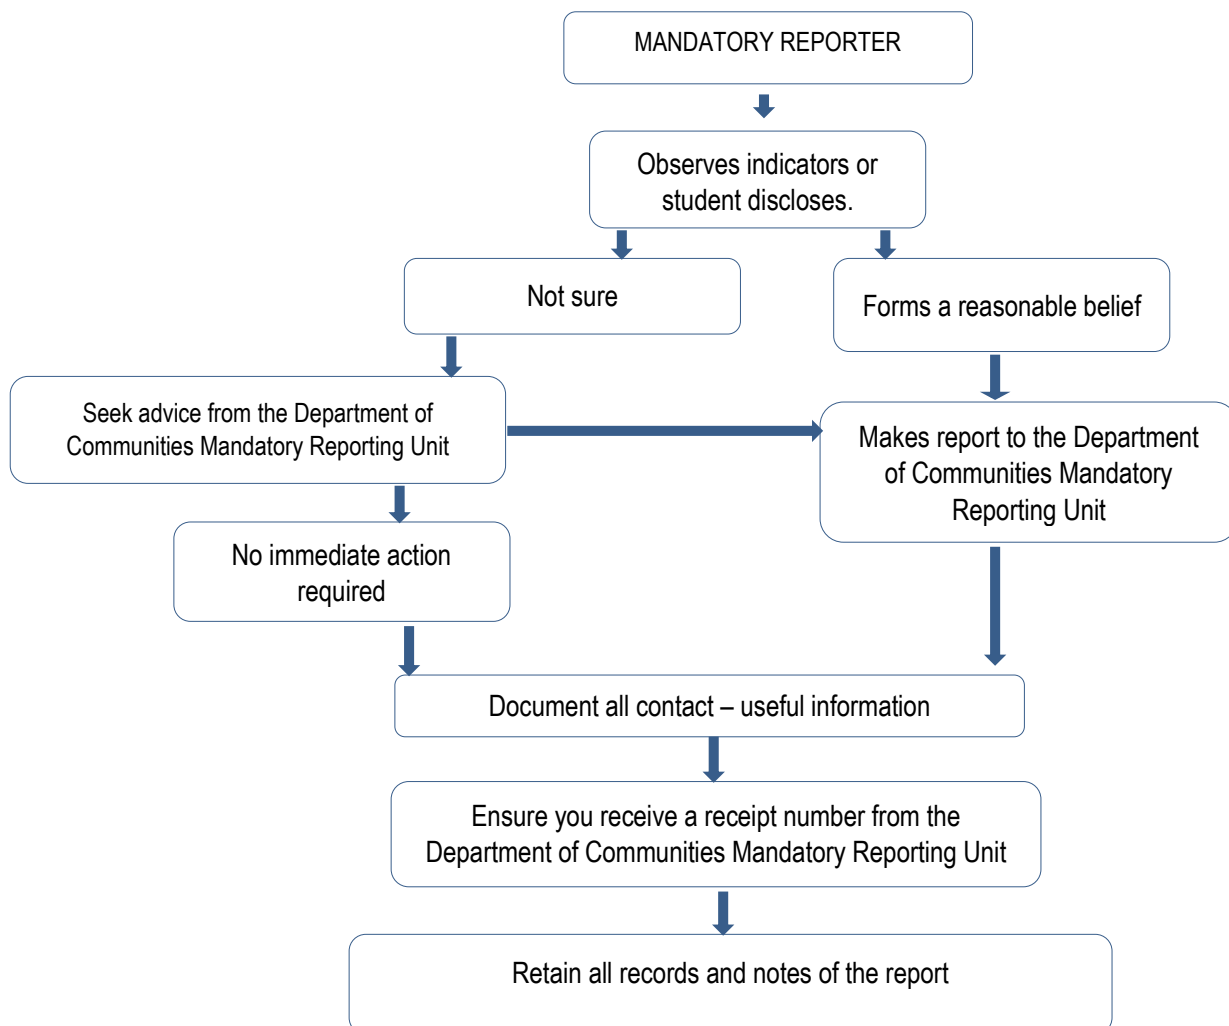 MANDATORY REPORTER
Observes indicators or
student discloses.
Not sure
Forms a reasonable belief
Seek advice from the Department of
Communities Mandatory Reporting Unit
Makes report to the Department
of Communities Mandatory
Reporting Unit
No immediate action
required
Document all contact – useful information
Ensure you receive a receipt number from the
Department of Communities Mandatory Reporting Unit
Retain all records and notes of the report